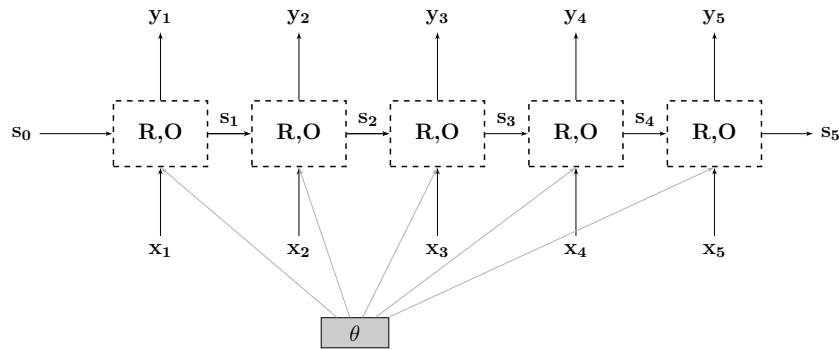 y₁ y₂ y₃ y₄ y₅
s₀ R,O s₁ R,O s₂ R,O s₃ R,O s₄ R,O s₅
x₁ x₂ x₃ x₄ x₅
θ